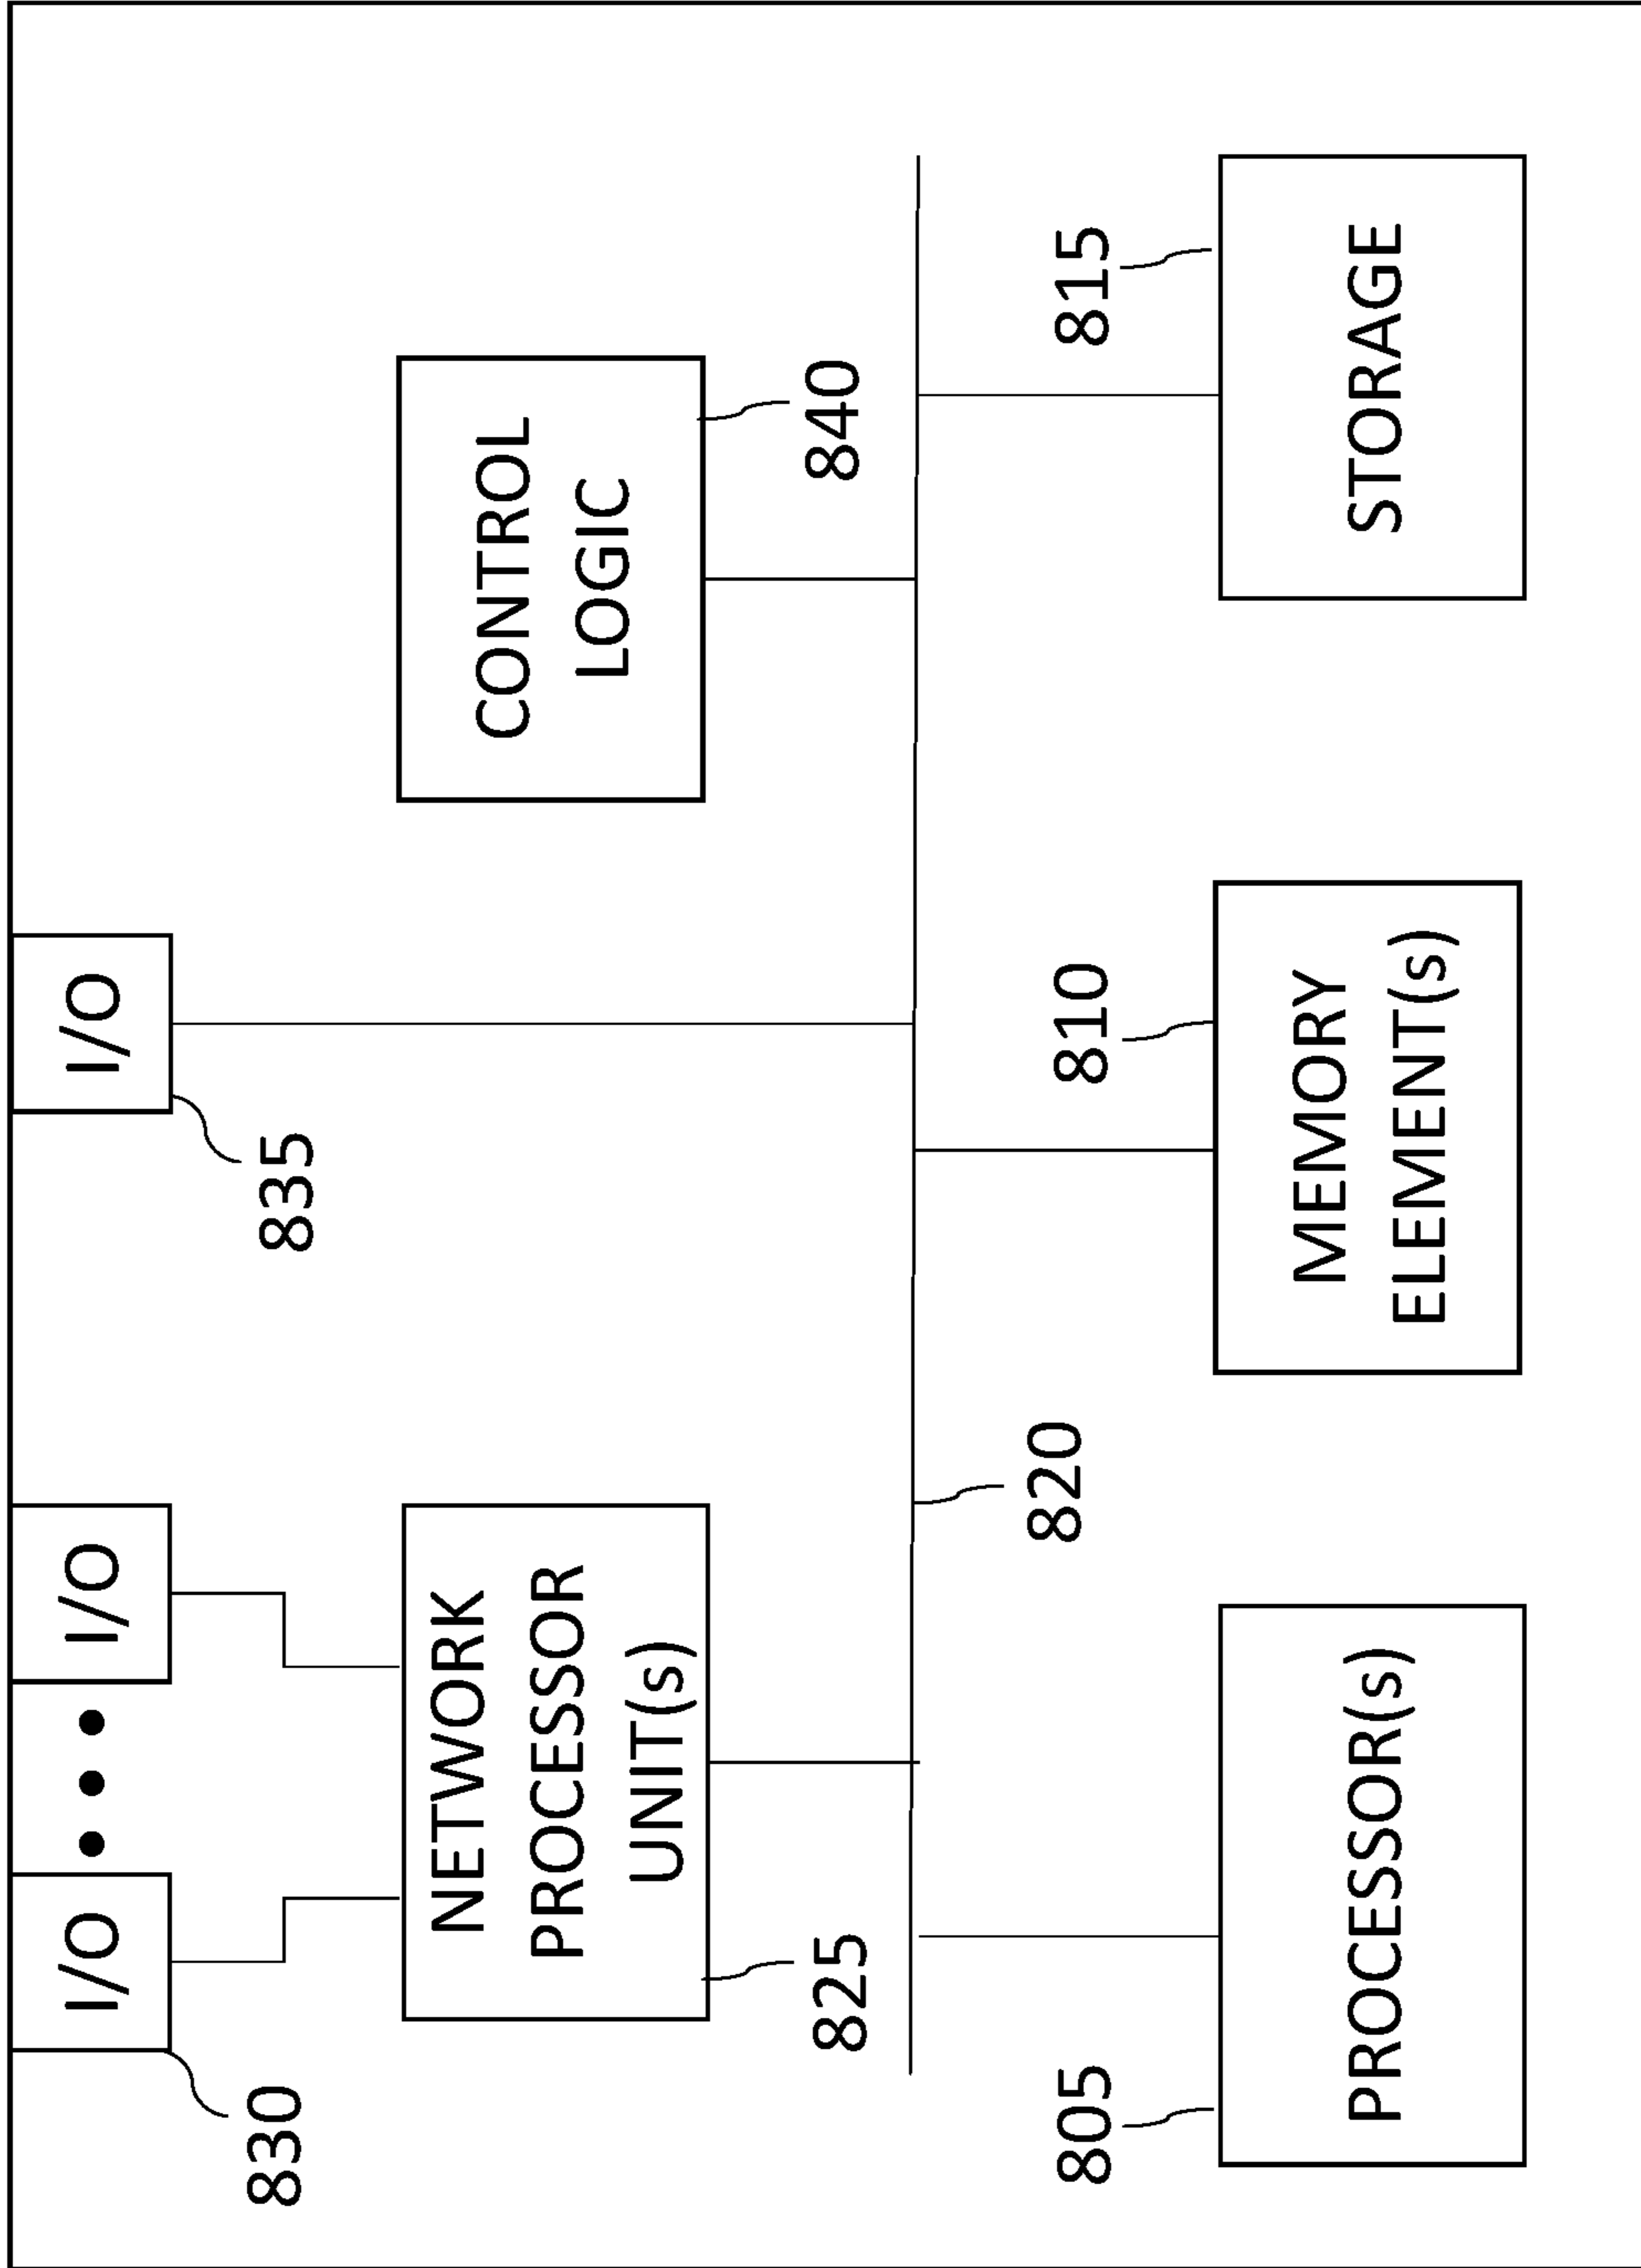 I/O
I/O
I/O
830
835
NETWORK
PROCESSOR
UNIT(s)
CONTROL
LOGIC
825
840
820
805
810
815
PROCESSOR(s)
MEMORY
ELEMENT(s)
STORAGE